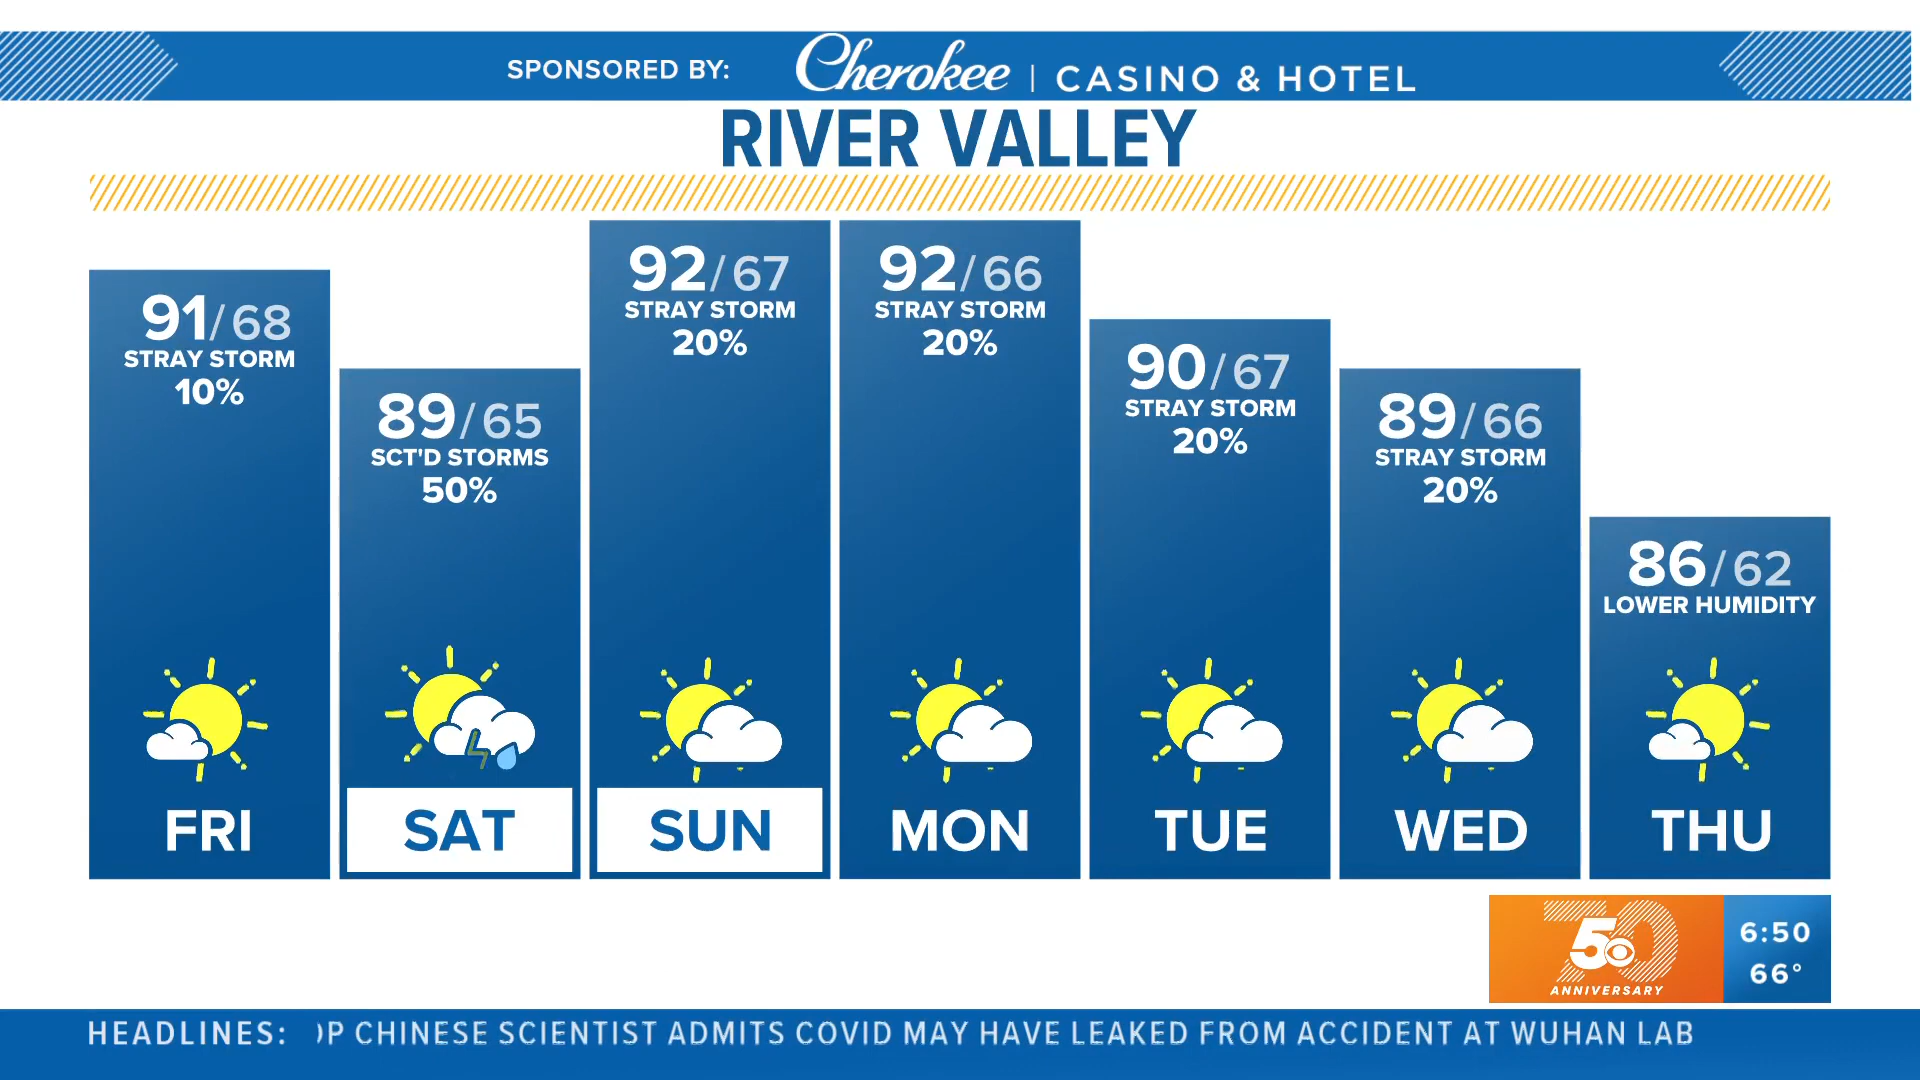 SPONSORED BY: Cherokee | CASINO & HOTEL
RIVER VALLEY
91/68
STRAY STORM
10%
FRI
89/65
SCT'D STORMS
50%
SAT
92/67
STRAY STORM
20%
SUN
92/66
STRAY STORM
20%
MON
90/67
STRAY STORM
20%
TUE
89/66
STRAY STORM
20%
WED
86/62
LOWER HUMIDITY
THU
70
5
ANNIVERSARY
6:50
66°
HEADLINES: P CHINESE SCIENTIST ADMITS COVID MAY HAVE LEAKED FROM ACCIDENT AT WUHAN LAB